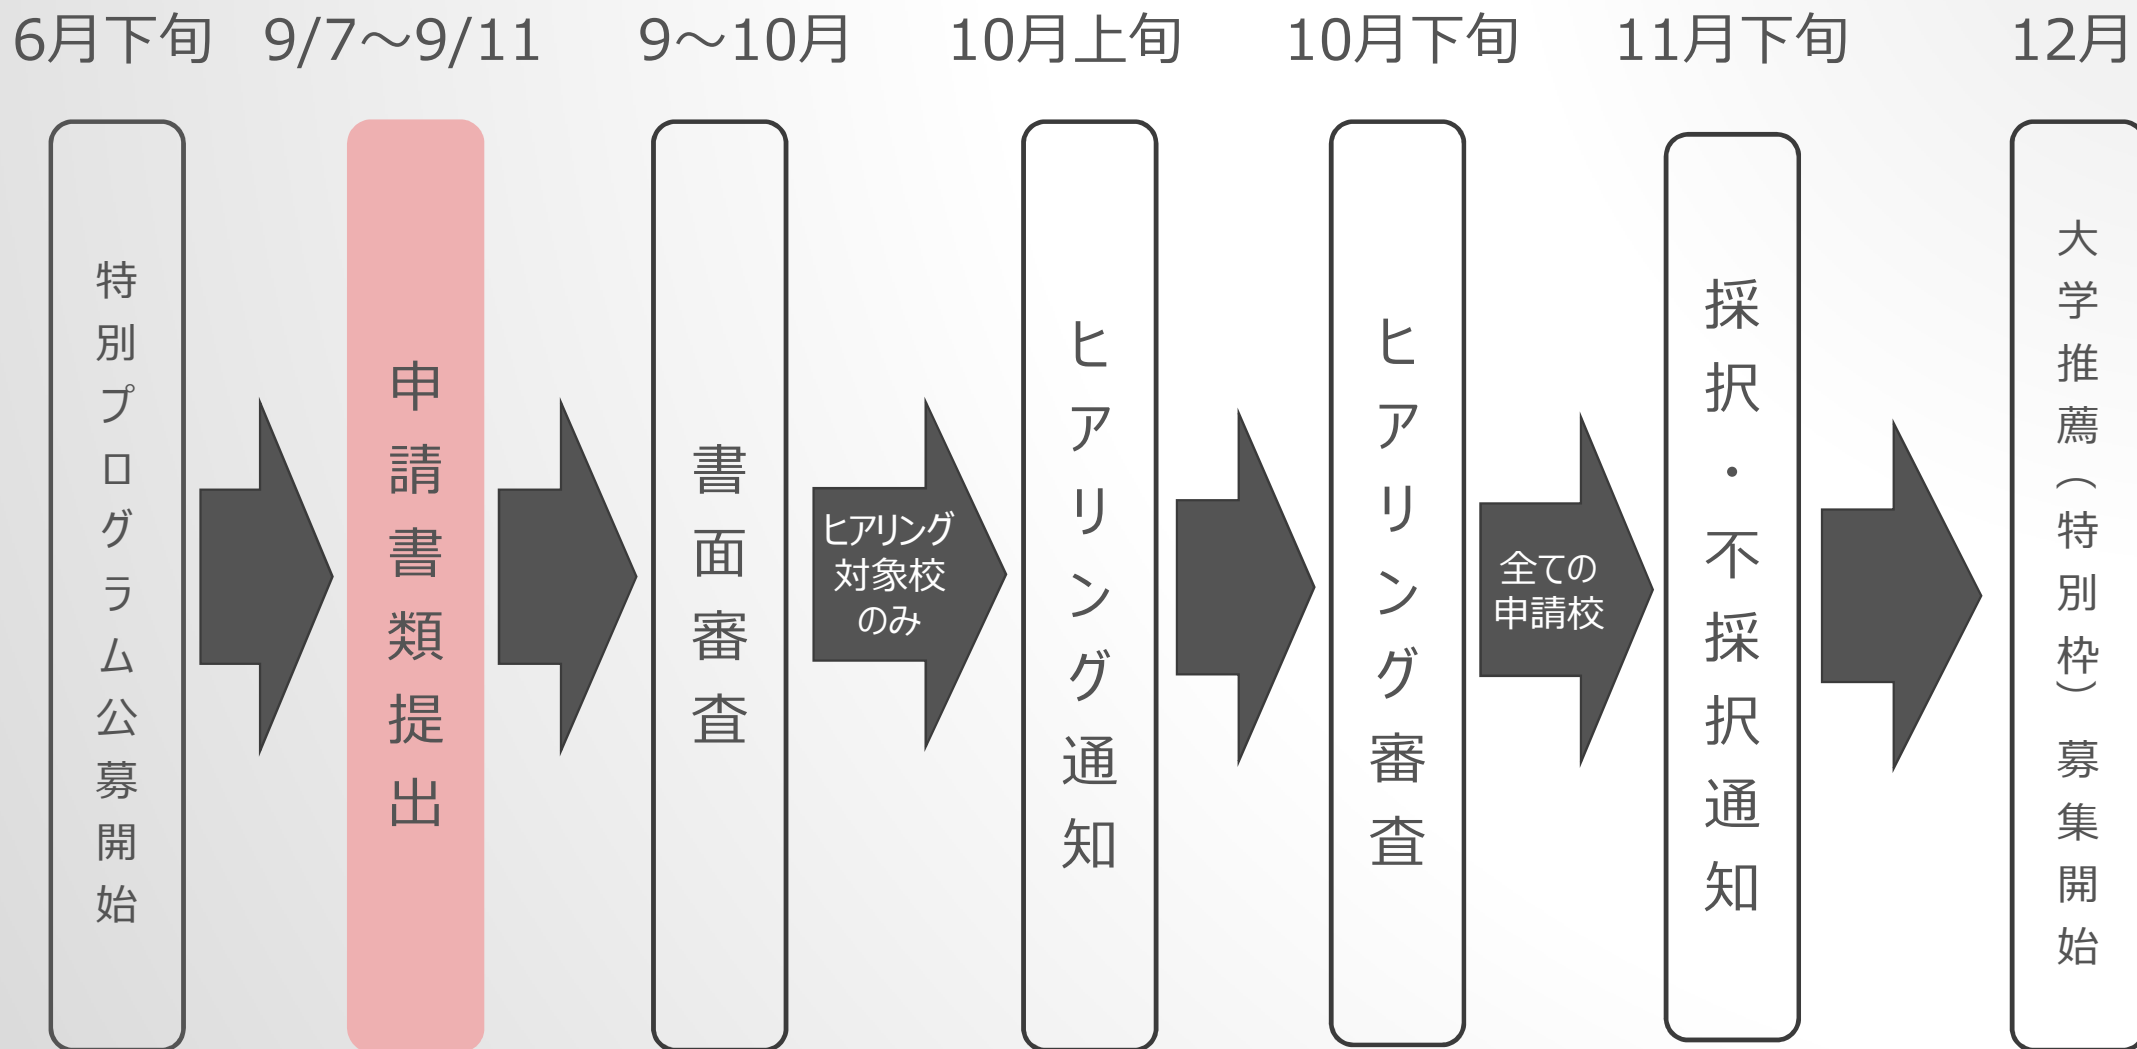 6月下旬
9/7～9/11
9～10月
10月上旬
10月下旬
11月下旬
12月
特別プログラム公募開始
申請書類提出
書面審査
ヒアリング
対象校
のみ
ヒアリング通知
ヒアリング審査
全ての
申請校
採択・不採択通知
大学推薦（特別枠）募集開始